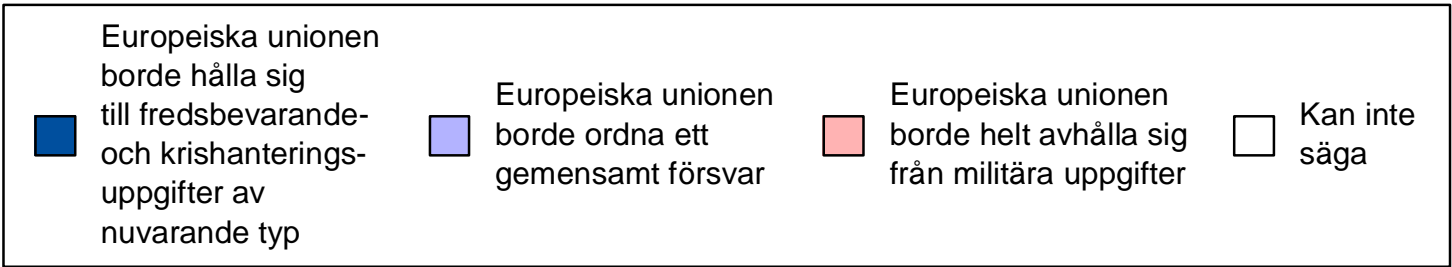 Europeiska unionen
borde hålla sig
till fredsbevarande-
och krishanterings-
uppgifter av
nuvarande typ
Europeiska unionen
borde ordna ett
gemensamt försvar
Europeiska unionen
borde helt avhålla sig
från militära uppgifter
Kan inte
säga